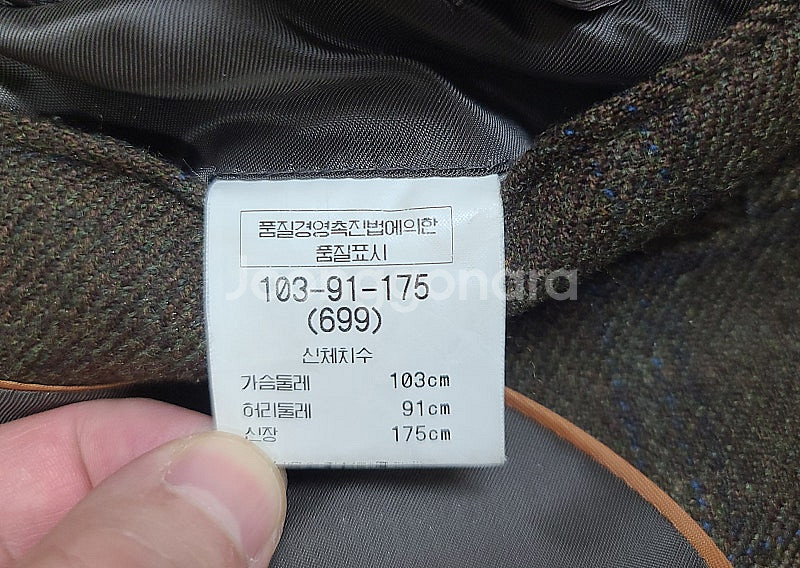 품질경영촉진법에의한
품질표시
103-91-175
(699)
신체치수
가슴둘레 103cm
허리둘레 91cm
신장 175cm